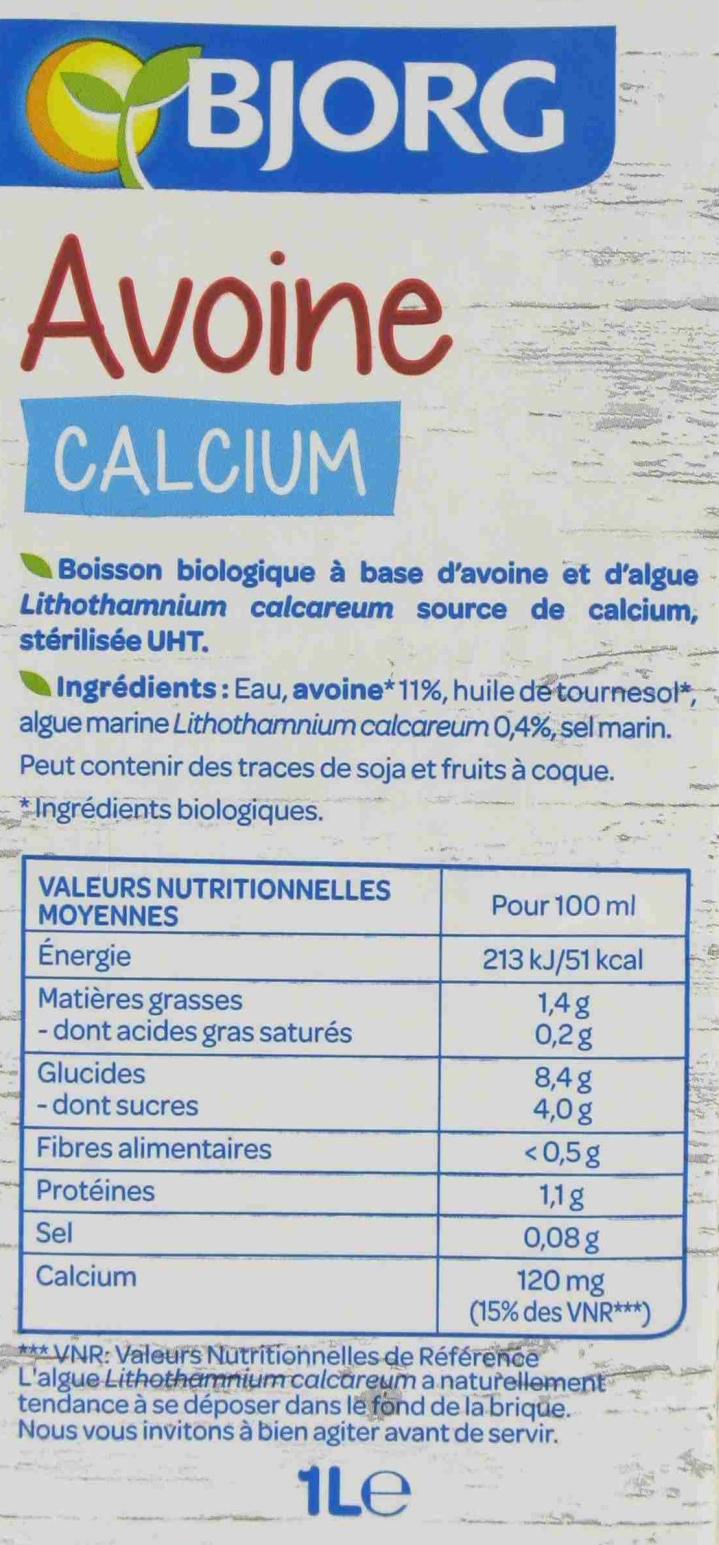 BJORG
Avoine
CALCIUM
Boisson biologique à base d'avoine et d'algue
Lithothamnium calcareum source de calcium,
stérilisée UHT.
Ingrédients : Eau, avoine* 11%, huile de tournesol*,
algue marine Lithothamnium calcareum 0,4%, sel marin.
Peut contenir des traces de soja et fruits à coque.
* Ingrédients biologiques.
VALEURS NUTRITIONNELLES
MOYENNES
Pour 100 ml
Énergie 213 kJ/51 kcal
Matières grasses 1,4 g
- dont acides gras saturés 0,2 g
Glucides 8,4 g
- dont sucres 4,0 g
Fibres alimentaires < 0,5 g
Protéines 1,1 g
Sel 0,08 g
Calcium 120 mg
(15% des VNR***)
*** VNR: Valeurs Nutritionnelles de Référence
L'algue Lithothamnium calcareum a naturellement
tendance à se déposer dans le fond de la brique.
Nous vous invitons à bien agiter avant de servir.
1L℮